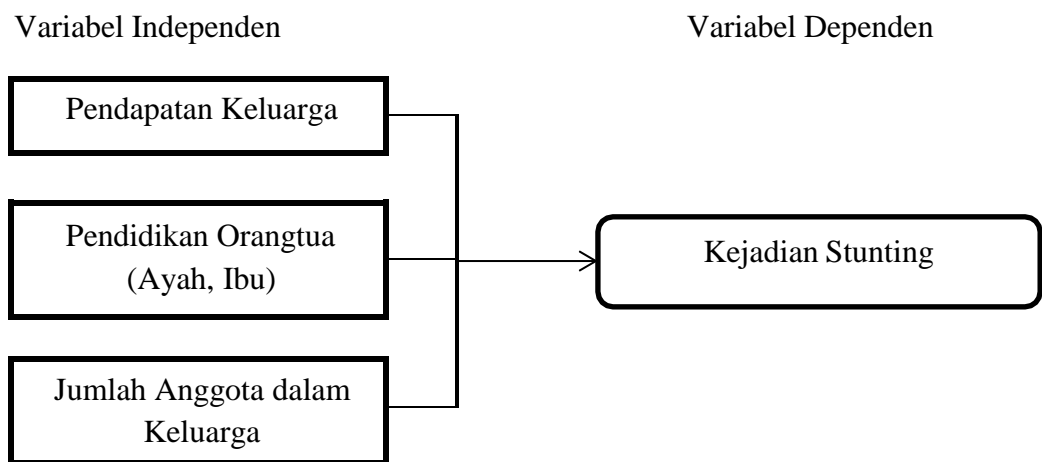 Variabel Independen
Variabel Dependen
Pendapatan Keluarga
Pendidikan Orangtua
(Ayah, Ibu)
Kejadian Stunting
Jumlah Anggota dalam
Keluarga